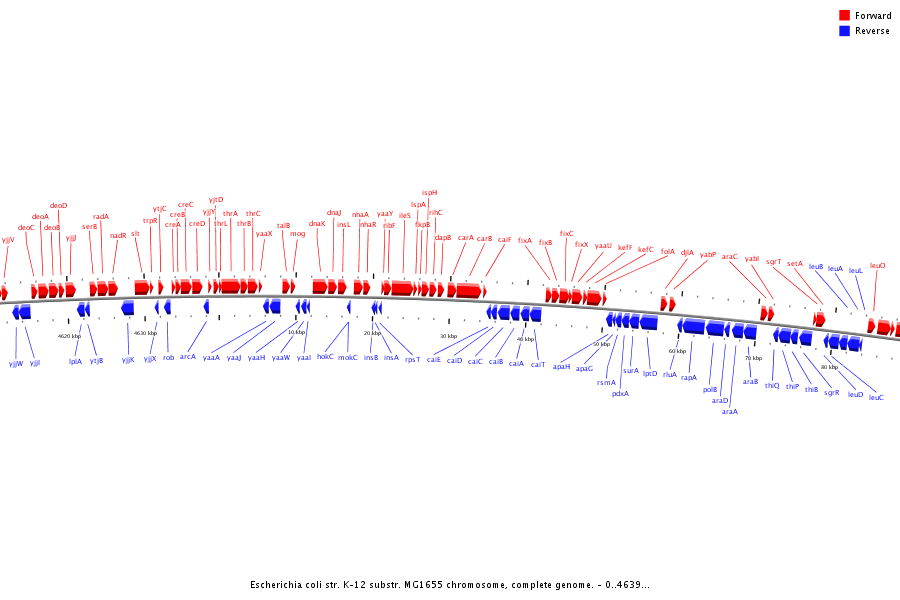 Forward
Reverse
ispH
yjtD
deoD
creC
ispA
ytjC
yjjY
thrA
thrC
dnaJ
nhaA
yaaY
rihC
deoA
radA
creB
ileS
trpR
creA
creD
thrL
thrB
dnaK
insL
nhaR
ribF
fkpB
deoC
deoB
serB
talB
yjjV
yjjJ
nadR
slt
yaaX
mog
dapB
carA
carB
caiF
fixA
fixB
fixC
fixX
yaaU
kefF
kefC
folA
djlA
yabP
araC
yabI
sgrT
setA
leuB
leuA
leuL
leuO
4620 kbp
4630 kbp
10 kbp
20 kbp
30 kbp
40 kbp
50 kbp
60 kbp
70 kbp
80 kbp
yjjW
yjjI
lplA
ytjB
yjjK
yjjX
rob
arcA
yaaA
yaaJ
yaaH
yaaW
yaaI
hokC
mokC
insB
insA
rpsT
caiE
caiD
caiC
caiB
caiA
caiT
apaH
apaG
rsmA
pdxA
surA
lptD
rluA
rapA
polB
araD
araA
araB
thiQ
thiP
thiB
sgrR
leuD
leuC
Escherichia coli str. K-12 substr. MG1655 chromosome, complete genome. - 0..4639...